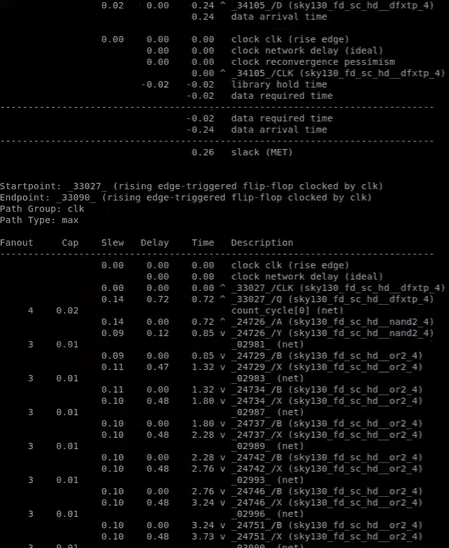 0.02 0.00 0.24 ^ _34105_/D (sky130_fd_sc_hd__dfxtp_4)
0.24 data arrival time
0.00 0.00 0.00 clock clk (rise edge)
0.00 0.00 clock network delay (ideal)
0.00 0.00 clock reconvergence pessimism
0.00 ^ _34105_/CLK (sky130_fd_sc_hd__dfxtp_4)
-0.02 -0.02 library hold time
-0.02 data required time
-0.02 data required time
-0.24 data arrival time
0.26 slack (MET)
Startpoint: _33027_ (rising edge-triggered flip-flop clocked by clk)
Endpoint: _33090_ (rising edge-triggered flip-flop clocked by clk)
Path Group: clk
Path Type: max
Fanout Cap Slew Delay Time Description
0.00 0.00 0.00 clock clk (rise edge)
0.00 0.00 clock network delay (ideal)
0.00 0.00 0.00 ^ _33027_/CLK (sky130_fd_sc_hd__dfxtp_4)
0.14 0.72 0.72 ^ _33027_/Q (sky130_fd_sc_hd__dfxtp_4)
4 0.02 count_cycle[0] (net)
0.14 0.00 0.72 ^ _24726_/A (sky130_fd_sc_hd__nand2_4)
0.09 0.12 0.85 v _24726_/Y (sky130_fd_sc_hd__nand2_4)
3 0.01 _02981_ (net)
0.09 0.00 0.85 v _24729_/B (sky130_fd_sc_hd__or2_4)
0.11 0.47 1.32 v _24729_/X (sky130_fd_sc_hd__or2_4)
3 0.01 _02983_ (net)
0.11 0.00 1.32 v _24734_/B (sky130_fd_sc_hd__or2_4)
0.10 0.48 1.80 v _24734_/X (sky130_fd_sc_hd__or2_4)
3 0.01 _02987_ (net)
0.10 0.00 1.80 v _24737_/B (sky130_fd_sc_hd__or2_4)
0.10 0.48 2.28 v _24737_/X (sky130_fd_sc_hd__or2_4)
3 0.01 _02989_ (net)
0.10 0.00 2.28 v _24742_/B (sky130_fd_sc_hd__or2_4)
0.10 0.48 2.76 v _24742_/X (sky130_fd_sc_hd__or2_4)
3 0.01 _02993_ (net)
0.10 0.00 2.76 v _24746_/B (sky130_fd_sc_hd__or2_4)
0.10 0.48 3.24 v _24746_/X (sky130_fd_sc_hd__or2_4)
3 0.01 _02996_ (net)
0.10 0.00 3.24 v _24751_/B (sky130_fd_sc_hd__or2_4)
0.10 0.48 3.73 v _24751_/X (sky130_fd_sc_hd__or2_4)